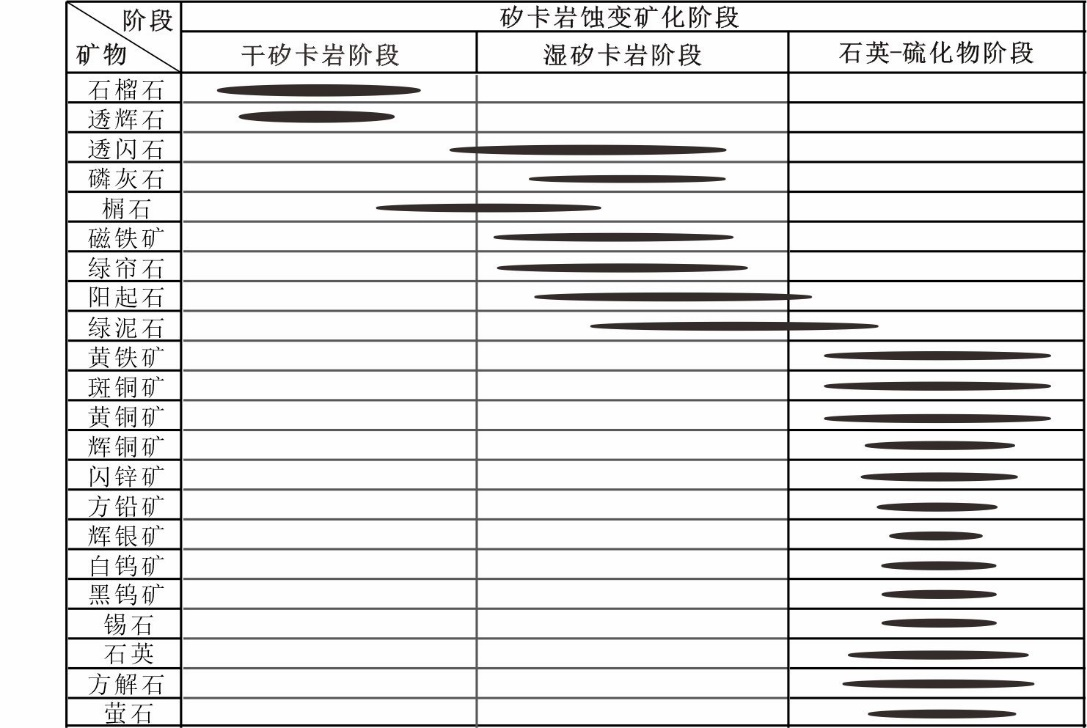 阶段
矿物
矽卡岩蚀变矿化阶段
干矽卡岩阶段
湿矽卡岩阶段
石英-硫化物阶段
石榴石
透辉石
透闪石
磷灰石
榍石
磁铁矿
绿帘石
阳起石
绿泥石
黄铁矿
斑铜矿
黄铜矿
辉铜矿
闪锌矿
方铅矿
辉银矿
白钨矿
黑钨矿
锡石
石英
方解石
萤石